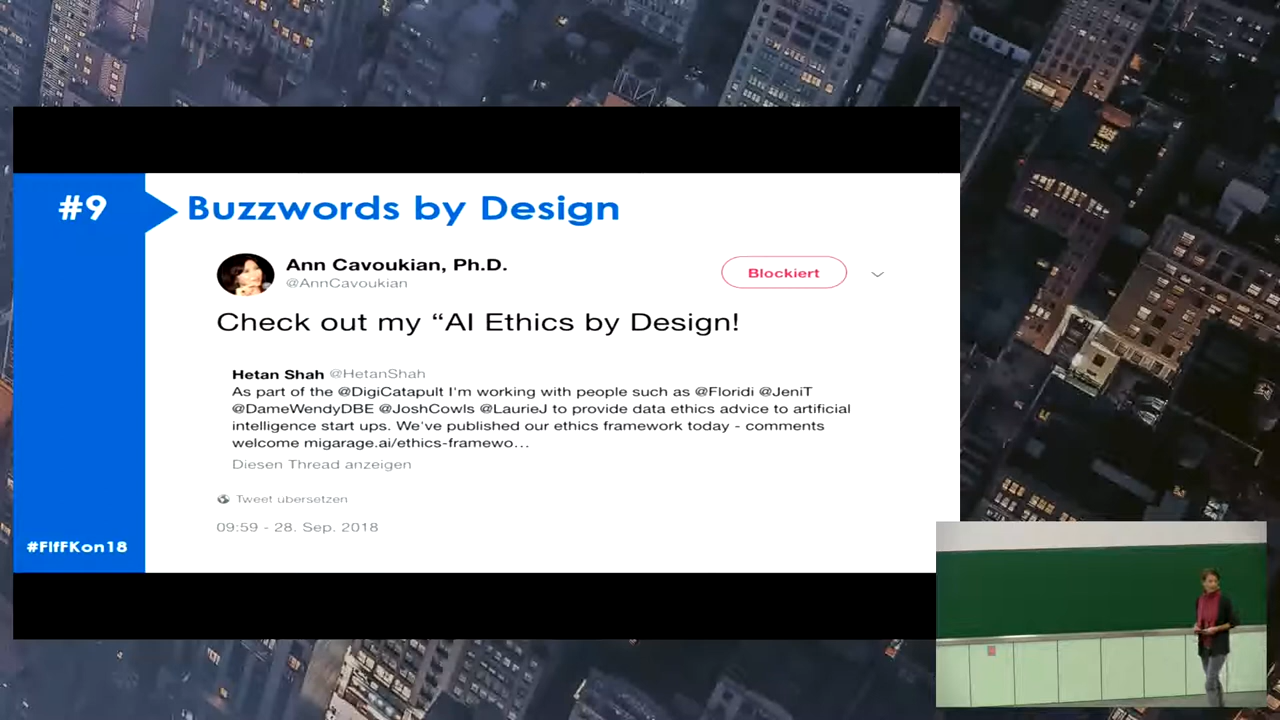 #9
Buzzwords by Design
Ann Cavoukian, Ph.D.
@AnnCavoukian
Blockiert
Check out my “AI Ethics by Design!
Hetan Shah @HetanShah
As part of the @DigiCatapult I'm working with people such as @Floridi @JeniT
@DameWendyDBE @JoshCowls @LaurieJ to provide data ethics advice to artificial
intelligence start ups. We've published our ethics framework today - comments
welcome migarage.ai/ethics-framewo...
Diesen Thread anzeigen
Tweet übersetzen
09:59 - 28. Sep. 2018
#FIfFKon18